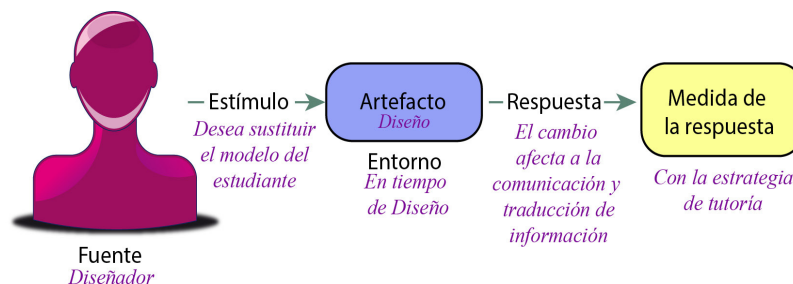 Fuente
Diseñador
Estímulo
Desea sustituir
el modelo del
estudiante
Artefacto
Diseño
Entorno
En tiempo
de Diseño
Respuesta
El cambio
afecta a la
comunicación y
traducción de
información
Medida de
la respuesta
Con la estrategia
de tutoría